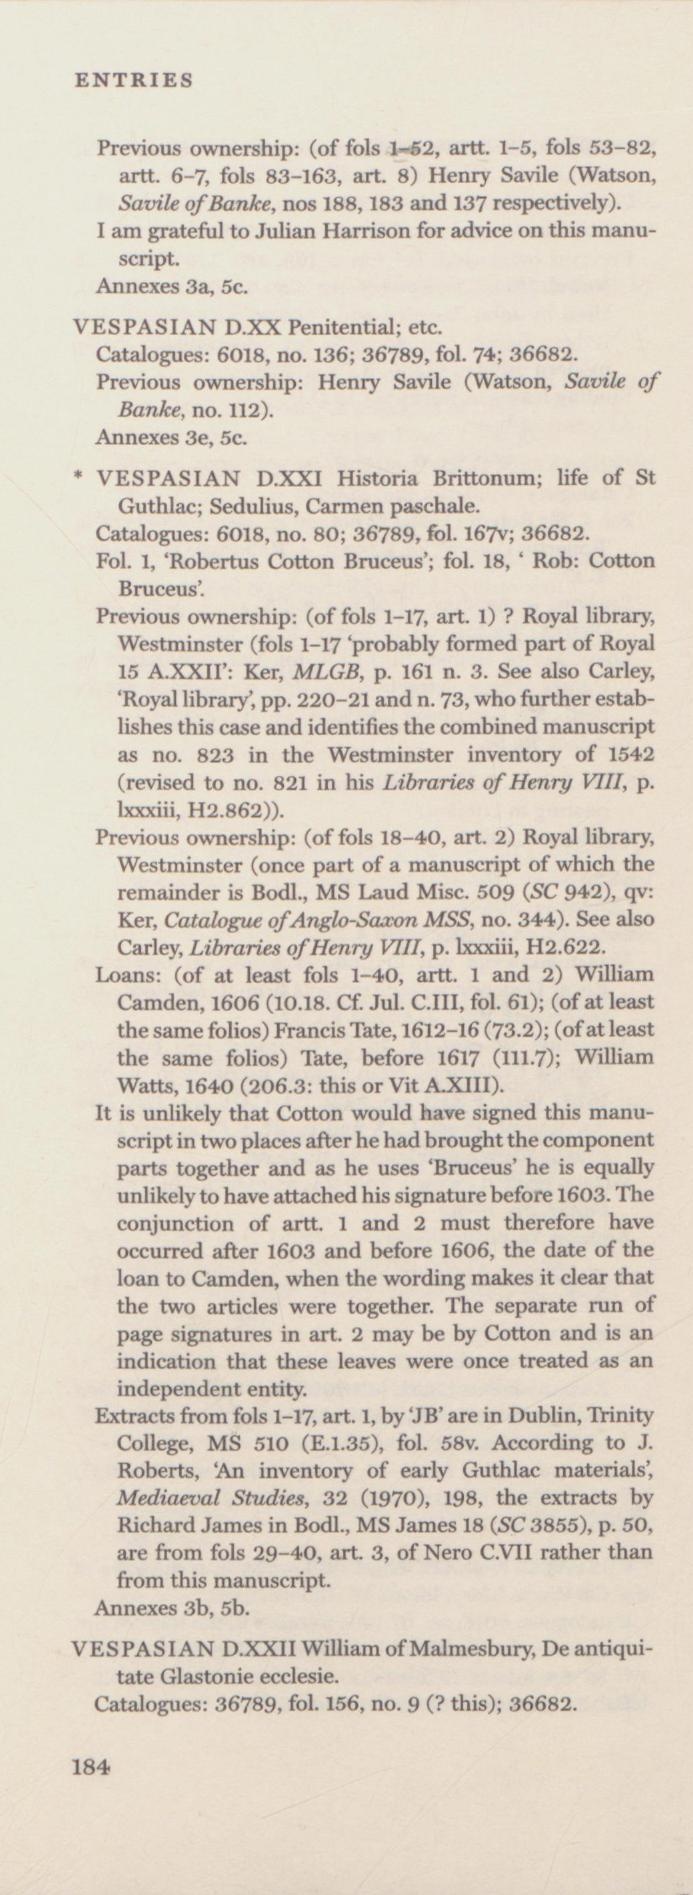 ENTRIES
Previous ownership: (of fols 1–52, artt. 1–5, fols 53–82,
artt. 6–7, fols 83–163, art. 8) Henry Savile (Watson,
Savile of Banke, nos 188, 183 and 137 respectively).
I am grateful to Julian Harrison for advice on this manu-
script.
Annexes 3a, 5c.
VESPASIAN D.XX Penitential; etc.
Catalogues: 6018, no. 136; 36789, fol. 74; 36682.
Previous ownership: Henry Savile (Watson, Savile of
Banke, no. 112).
Annexes 3e, 5c.
* VESPASIAN D.XXI Historia Brittonum; life of St
Guthlac; Sedulius, Carmen paschale.
Catalogues: 6018, no. 80; 36789, fol. 167v; 36682.
Fol. 1, ‘Robertus Cotton Bruceus’; fol. 18, ‘ Rob: Cotton
Bruceus’.
Previous ownership: (of fols 1–17, art. 1) ? Royal library,
Westminster (fols 1–17 ‘probably formed part of Royal
15 A.XXII’: Ker, MLGB, p. 161 n. 3. See also Carley,
‘Royal library’, pp. 220–21 and n. 73, who further estab-
lishes this case and identifies the combined manuscript
as no. 823 in the Westminster inventory of 1542
(revised to no. 821 in his Libraries of Henry VIII, p.
lxxxiii, H2.862)).
Previous ownership: (of fols 18–40, art. 2) Royal library,
Westminster (once part of a manuscript of which the
remainder is Bodl., MS Laud Misc. 509 (SC 942), qv:
Ker, Catalogue of Anglo-Saxon MSS, no. 344). See also
Carley, Libraries of Henry VIII, p. lxxxiii, H2.622.
Loans: (of at least fols 1–40, artt. 1 and 2) William
Camden, 1606 (10.18. Cf. Jul. C.III, fol. 61); (of at least
the same folios) Francis Tate, 1612–16 (73.2); (of at least
the same folios) Tate, before 1617 (111.7); William
Watts, 1640 (206.3: this or Vit A.XIII).
It is unlikely that Cotton would have signed this manu-
script in two places after he had brought the component
parts together and as he uses ‘Bruceus’ he is equally
unlikely to have attached his signature before 1603. The
conjunction of artt. 1 and 2 must therefore have
occurred after 1603 and before 1606, the date of the
loan to Camden, when the wording makes it clear that
the two articles were together. The separate run of
page signatures in art. 2 may be by Cotton and is an
indication that these leaves were once treated as an
independent entity.
Extracts from fols 1–17, art. 1, by ‘JB’ are in Dublin, Trinity
College, MS 510 (E.1.35), fol. 58v. According to J.
Roberts, ‘An inventory of early Guthlac materials’,
Mediaeval Studies, 32 (1970), 198, the extracts by
Richard James in Bodl., MS James 18 (SC 3855), p. 50,
are from fols 29–40, art. 3, of Nero C.VII rather than
from this manuscript.
Annexes 3b, 5b.
VESPASIAN D.XXII William of Malmesbury, De antiqui-
tate Glastonie ecclesie.
Catalogues: 36789, fol. 156, no. 9 (? this); 36682.
184